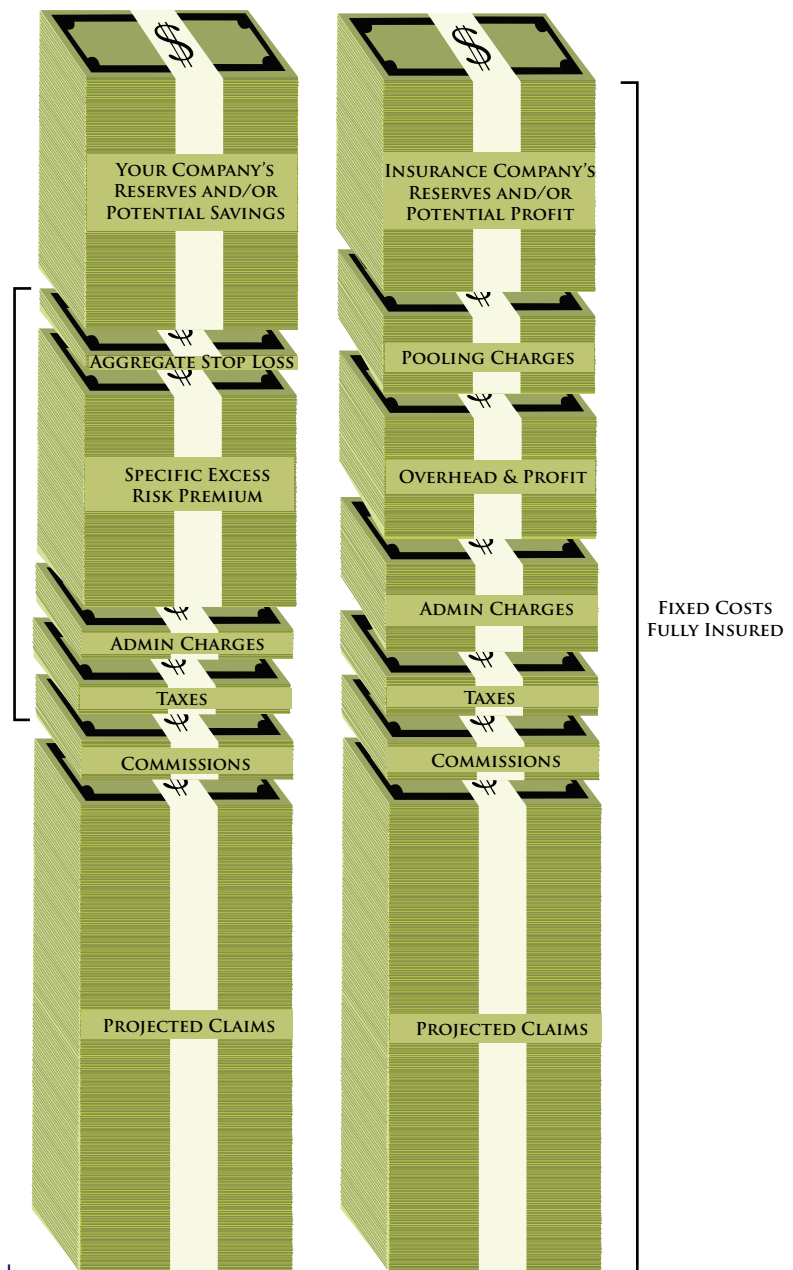 $
YOUR COMPANY'S
RESERVES AND/OR
POTENTIAL SAVINGS
$
AGGREGATE STOP LOSS
$
SPECIFIC EXCESS
RISK PREMIUM
$
ADMIN CHARGES
$
TAXES
$
COMMISSIONS
$
PROJECTED CLAIMS
$
INSURANCE COMPANY'S
RESERVES AND/OR
POTENTIAL PROFIT
$
POOLING CHARGES
$
OVERHEAD & PROFIT
$
ADMIN CHARGES
$
TAXES
$
COMMISSIONS
$
PROJECTED CLAIMS
FIXED COSTS
FULLY INSURED